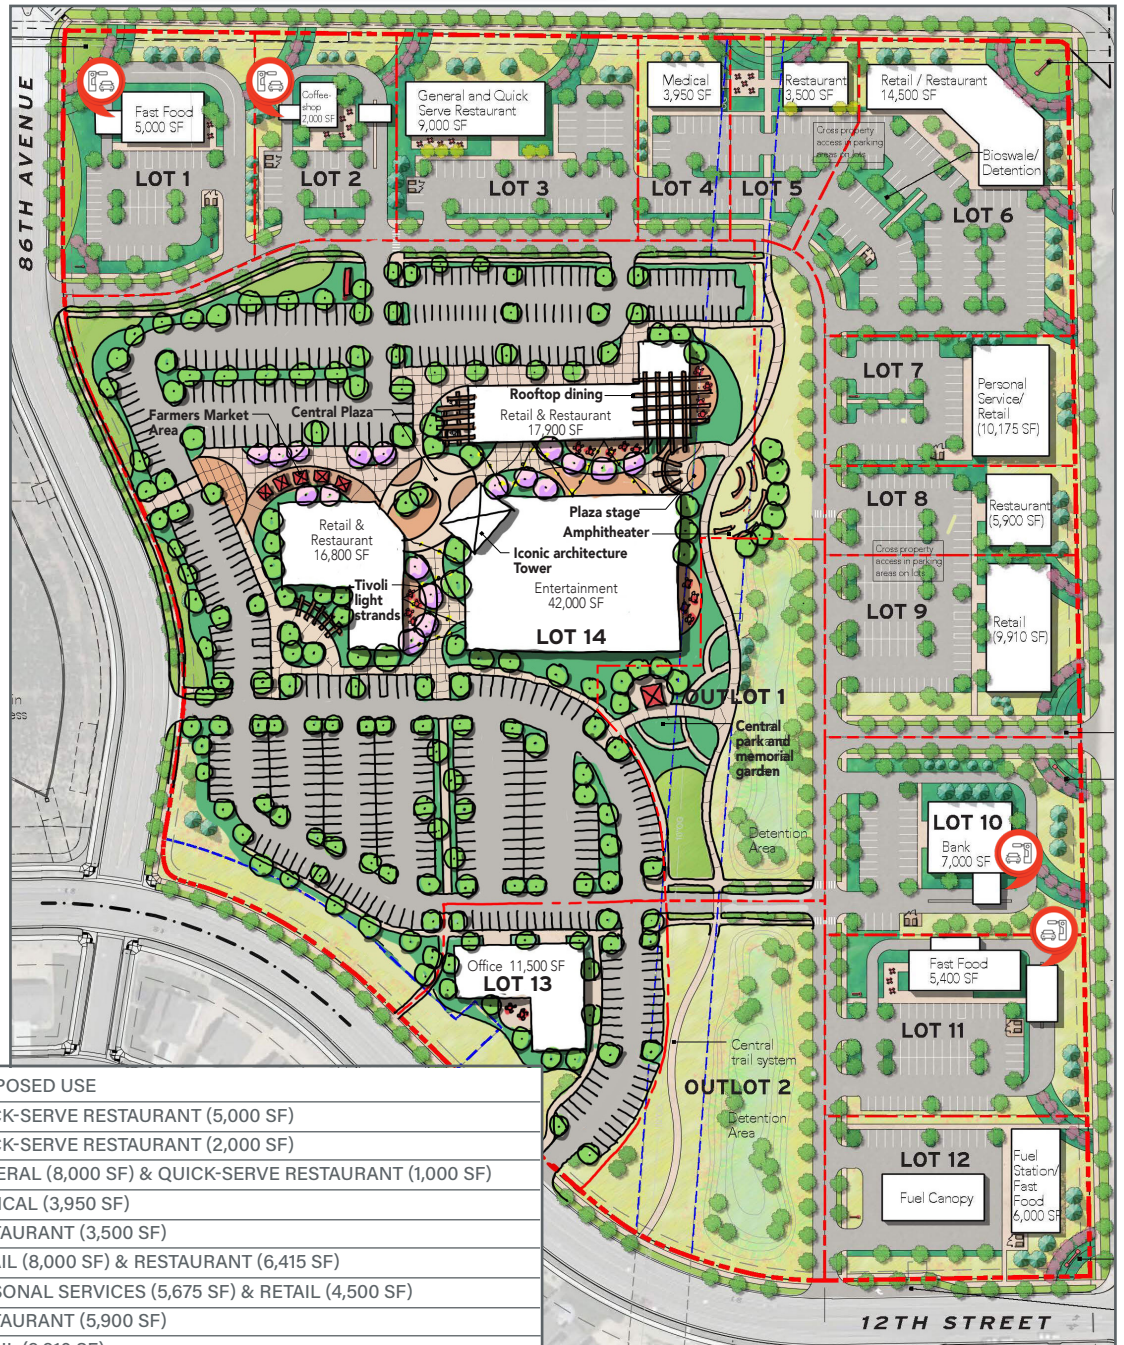 86TH AVENUE
Fast Food
5,000 SF
LOT 1
Coffee-
shop
2,000 SF
LOT 2
General and Quick
Serve Restaurant
9,000 SF
LOT 3
Medical
3,950 SF
LOT 4
Restaurant
3,500 SF
LOT 5
Cross property
access in parking
areas on lots
Retail / Restaurant
14,500 SF
Bioswale/
Detention
LOT 6
LOT 7
Personal
Service/
Retail
(10,175 SF)
LOT 8
Restaurant
(5,900 SF)
Cross property
access in parking
areas on lots
LOT 9
Retail
(9,910 SF)
Farmers Market
Area
Central Plaza
Rooftop dining
Retail & Restaurant
17,900 SF
Plaza stage
Amphitheater
Iconic architecture
Tower
Retail &
Restaurant
16,800 SF
Tivoli
light
strands
Entertainment
42,000 SF
LOT 14
OUTLOT 1
Central
park and
memorial
garden
Detention
Area
LOT 10
Bank
7,000 SF
Fast Food
5,400 SF
LOT 11
Office 11,500 SF
LOT 13
Central
trail system
OUTLOT 2
Detention
Area
LOT 12
Fuel Canopy
Fuel
Station/
Fast
Food
6,000 SF
12TH STREET
in
ess
POSED USE
CK-SERVE RESTAURANT (5,000 SF)
CK-SERVE RESTAURANT (2,000 SF)
ERAL (8,000 SF) & QUICK-SERVE RESTAURANT (1,000 SF)
ICAL (3,950 SF)
TAURANT (3,500 SF)
AIL (8,000 SF) & RESTAURANT (6,415 SF)
SONAL SERVICES (5,675 SF) & RETAIL (4,500 SF)
TAURANT (5,900 SF)